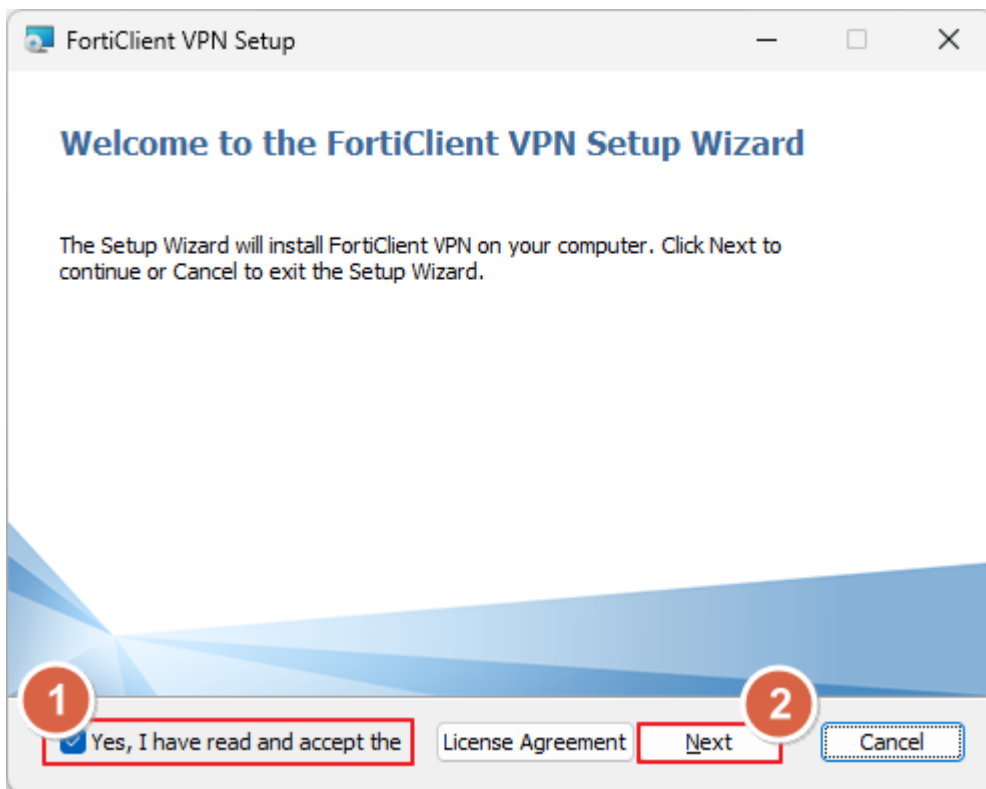 FortiClient VPN Setup
Welcome to the FortiClient VPN Setup Wizard
The Setup Wizard will install FortiClient VPN on your computer. Click Next to
continue or Cancel to exit the Setup Wizard.
1
2
Yes, I have read and accept the License Agreement Next Cancel